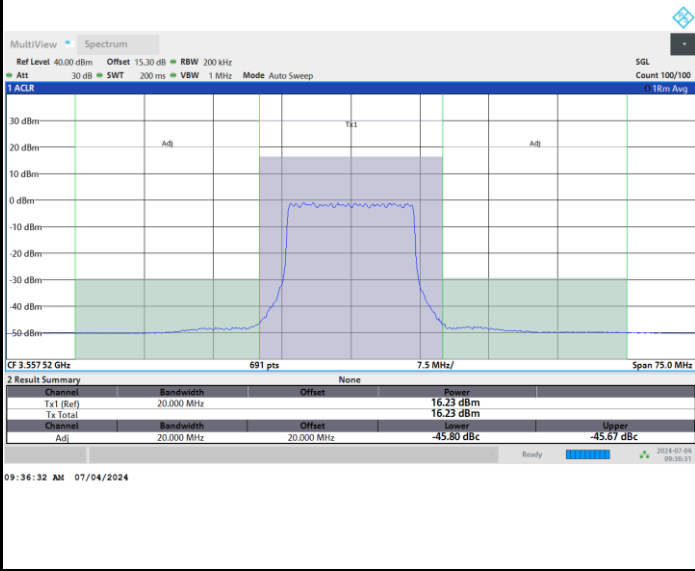 MultiView Spectrum
Ref Level 40.00 dBm Offset 15.30 dB RBW 200 kHz SGL
Att 30 dB SWT 200 ms VBW 1 MHz Mode Auto Sweep Count 100/100
1 ACLR 1Rm Avg
Tx1
Adj Adj
30 dBm
20 dBm
10 dBm
0 dBm
-10 dBm
-20 dBm
-30 dBm
-40 dBm
-50 dBm
CF 3.557 52 GHz 691 pts 7.5 MHz/ Span 75.0 MHz
2 Result Summary None
Channel Bandwidth Offset Power
Tx1 (Ref) 20.000 MHz 16.23 dBm
Tx Total 16.23 dBm
Channel Bandwidth Offset Lower Upper
Adj 20.000 MHz 20.000 MHz -45.80 dBc -45.67 dBc
Ready 09:36:31
09:36:32 AM 07/04/2024